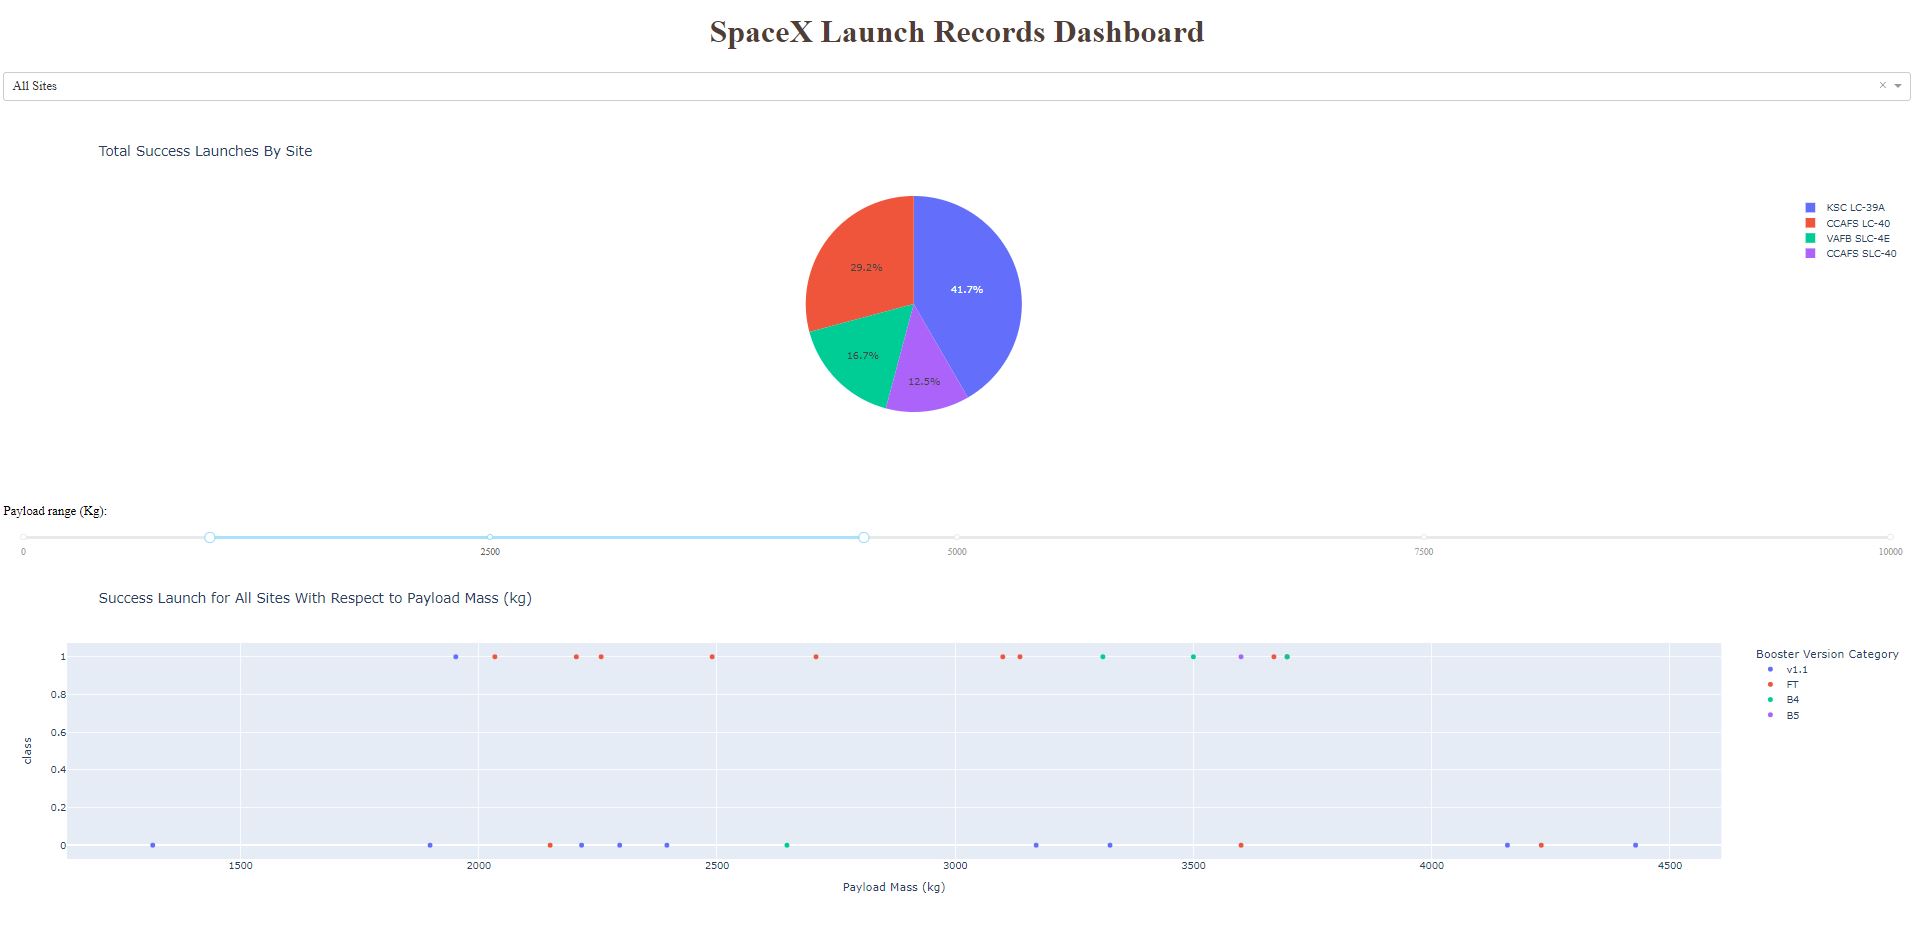 SpaceX Launch Records Dashboard
All Sites × 
Total Success Launches By Site
KSC LC-39A
CCAFS LC-40
VAFB SLC-4E
CCAFS SLC-40
29.2%
41.7%
16.7%
12.5%
Payload range (Kg):
0 2500 5000 7500 10000
Success Launch for All Sites With Respect to Payload Mass (kg)
Booster Version Category
v1.1
FT
B4
B5
class
1
0.8
0.6
0.4
0.2
0
1500 2000 2500 3000 3500 4000 4500
Payload Mass (kg)